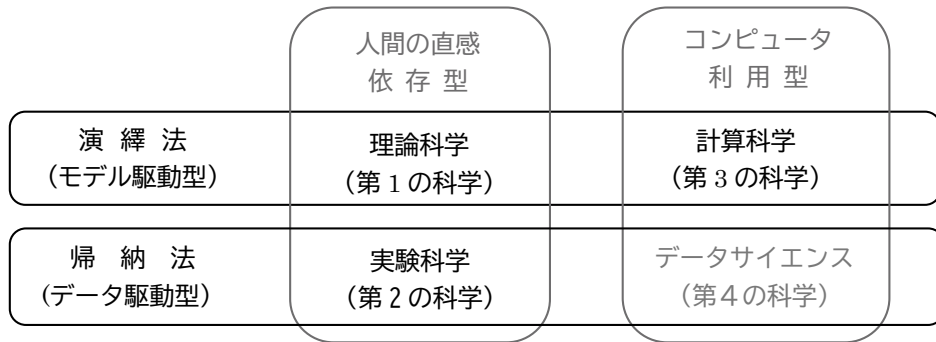 人間の直感
依存型
コンピュータ
利用型
演繹法
(モデル駆動型)
理論科学
(第1の科学)
計算科学
(第3の科学)
帰納法
(データ駆動型)
実験科学
(第2の科学)
データサイエンス
(第4の科学)